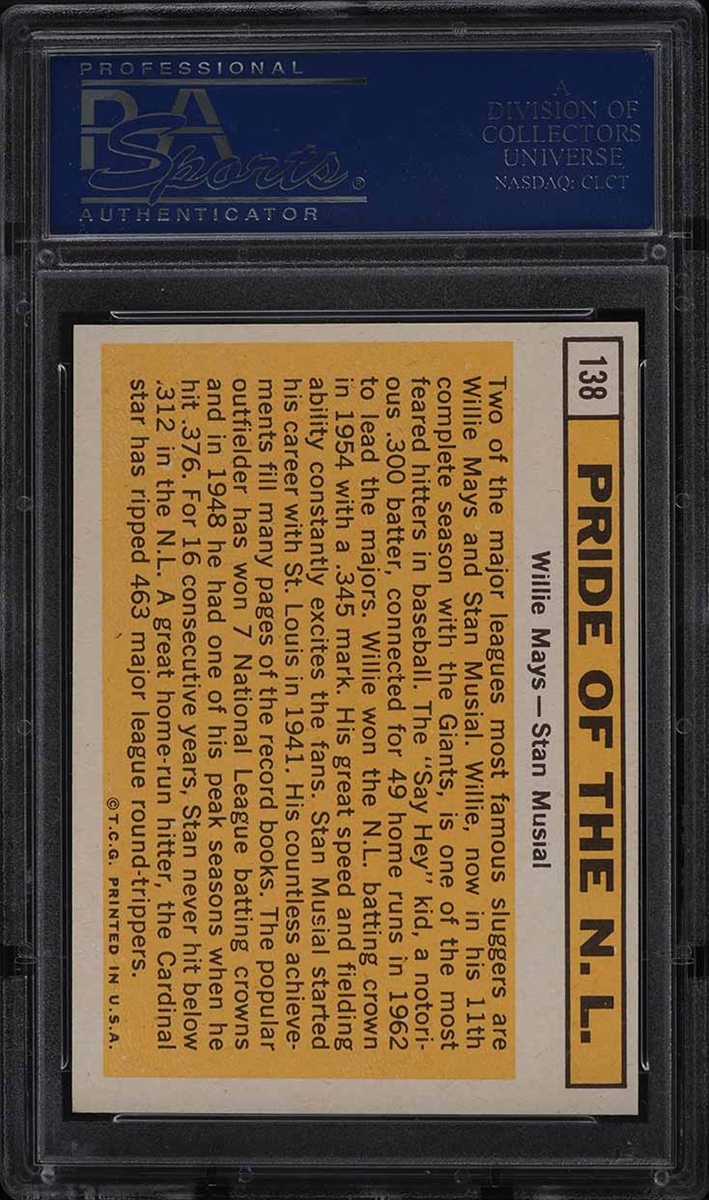 PROFESSIONAL
PSA
Sports®
AUTHENTICATOR
A
DIVISION OF
COLLECTORS
UNIVERSE
NASDAQ: CLCT
138
PRIDE OF THE N. L.
Willie Mays — Stan Musial
Two of the major leagues most famous sluggers are
Willie Mays and Stan Musial. Willie, now in his 11th
complete season with the Giants, is one of the most
feared hitters in baseball. The "Say Hey" kid, a notori-
ous .300 batter, connected for 49 home runs in 1962
to lead the majors. Willie won the N.L. batting crown
in 1954 with a .345 mark. His great speed and fielding
ability constantly excites the fans. Stan Musial started
his career with St. Louis in 1941. His countless achieve-
ments fill many pages of the record books. The popular
outfielder has won 7 National League batting crowns
and in 1948 he had one of his peak seasons when he
hit .376. For 16 consecutive years, Stan never hit below
.312 in the N.L. A great home-run hitter, the Cardinal
star has ripped 463 major league round-trippers.
©T.C.G. PRINTED IN U.S.A.